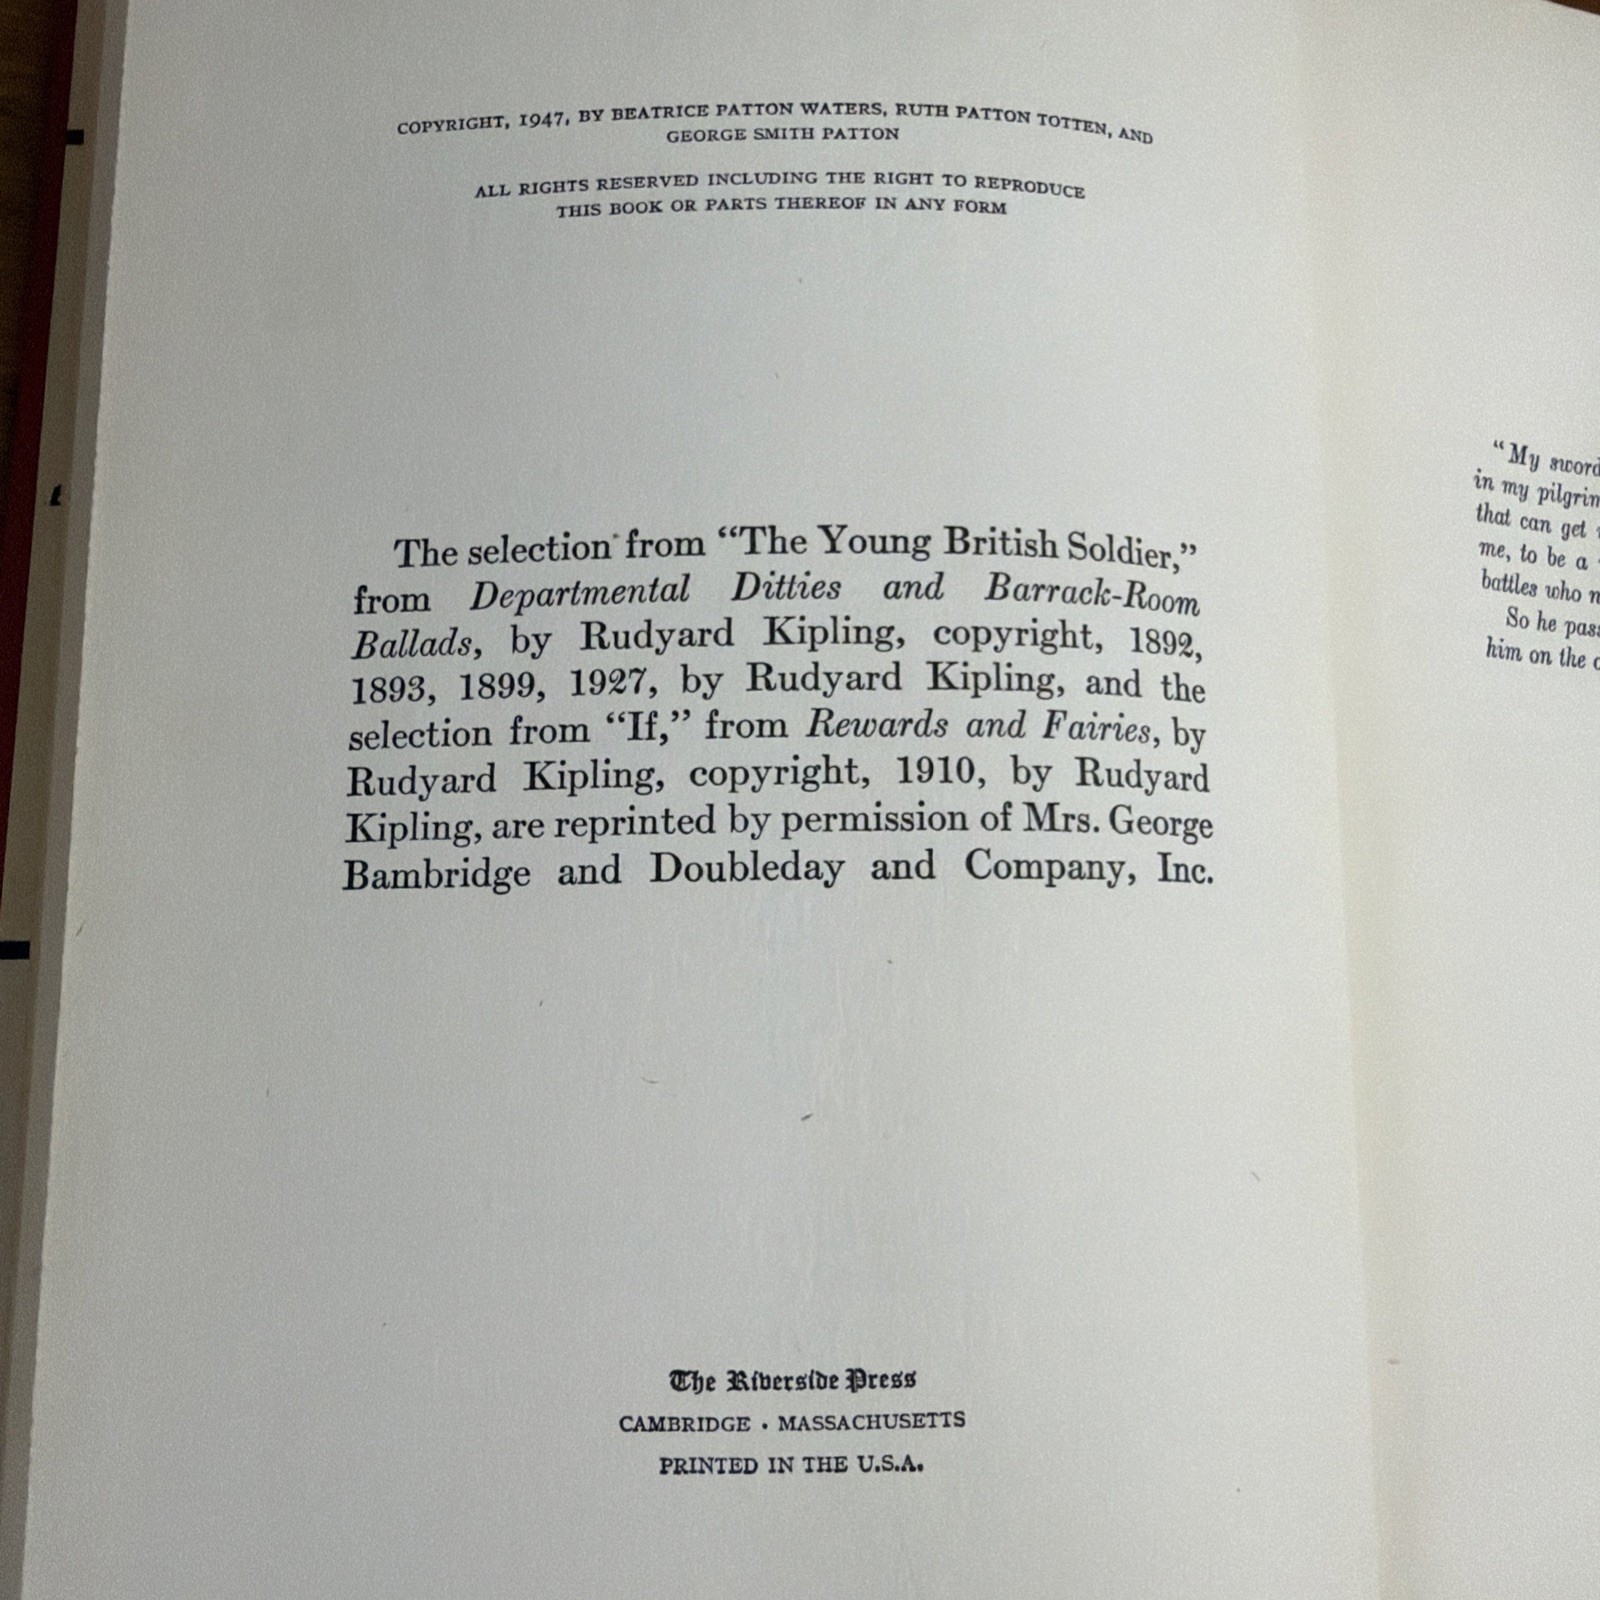 COPYRIGHT, 1947, BY BEATRICE PATTON WATERS, RUTH PATTON TOTTEN, AND
GEORGE SMITH PATTON
ALL RIGHTS RESERVED INCLUDING THE RIGHT TO REPRODUCE
THIS BOOK OR PARTS THEREOF IN ANY FORM
The selection from “The Young British Soldier,”
from Departmental Ditties and Barrack-Room
Ballads, by Rudyard Kipling, copyright, 1892,
1893, 1899, 1927, by Rudyard Kipling, and the
selection from “If,” from Rewards and Fairies, by
Rudyard Kipling, copyright, 1910, by Rudyard
Kipling, are reprinted by permission of Mrs. George
Bambridge and Doubleday and Company, Inc.
The Riverside Press
CAMBRIDGE · MASSACHUSETTS
PRINTED IN THE U.S.A.
“My sword
in my
that can get
me, to be a
battles who
So he
him on the